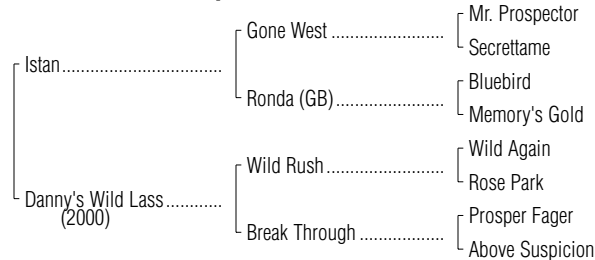 Mr. Prospector
Gone West ......................
Secrettame
Istan................................
Bluebird
Ronda (GB).....................
Memory's Gold
Wild Again
Wild Rush .......................
Rose Park
Danny's Wild Lass...........
(2000)
Prosper Fager
Break Through .................
Above Suspicion